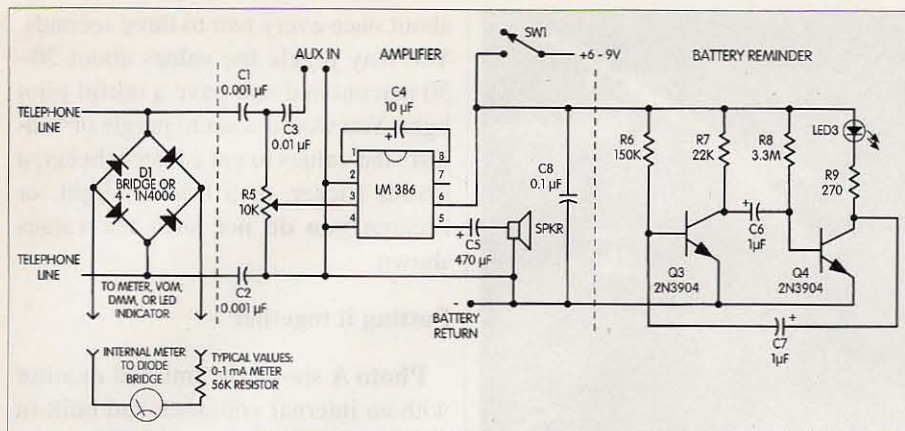 about once every two to three seconds.
AUX IN
AMPLIFIER
SW1
+6 - 9V
BATTERY REMINDER
C1
0.001 µF
C4
10 µF
TELEPHONE
LINE
C3
0.01 µF
R6
150K
R7
22K
R8
3.3M
LED3
D1
BRIDGE OR
4 - 1N4006
1
2
3
4
8
7
6
5
LM 386
C8
0.1 µF
R9
270
R5
10K
C6
1µF
SPKR
C5
470 µF
TELEPHONE
LINE
C2
0.001 µF
Q3
2N3904
Q4
2N3904
TO METER, VOM,
DMM, OR LED
INDICATOR
-
BATTERY
RETURN
C7
1µF
INTERNAL METER
TO DIODE
BRIDGE
TYPICAL VALUES:
0-1 mA METER
56K RESISTOR
values about
values
shown
it together
Photo A
with an internal